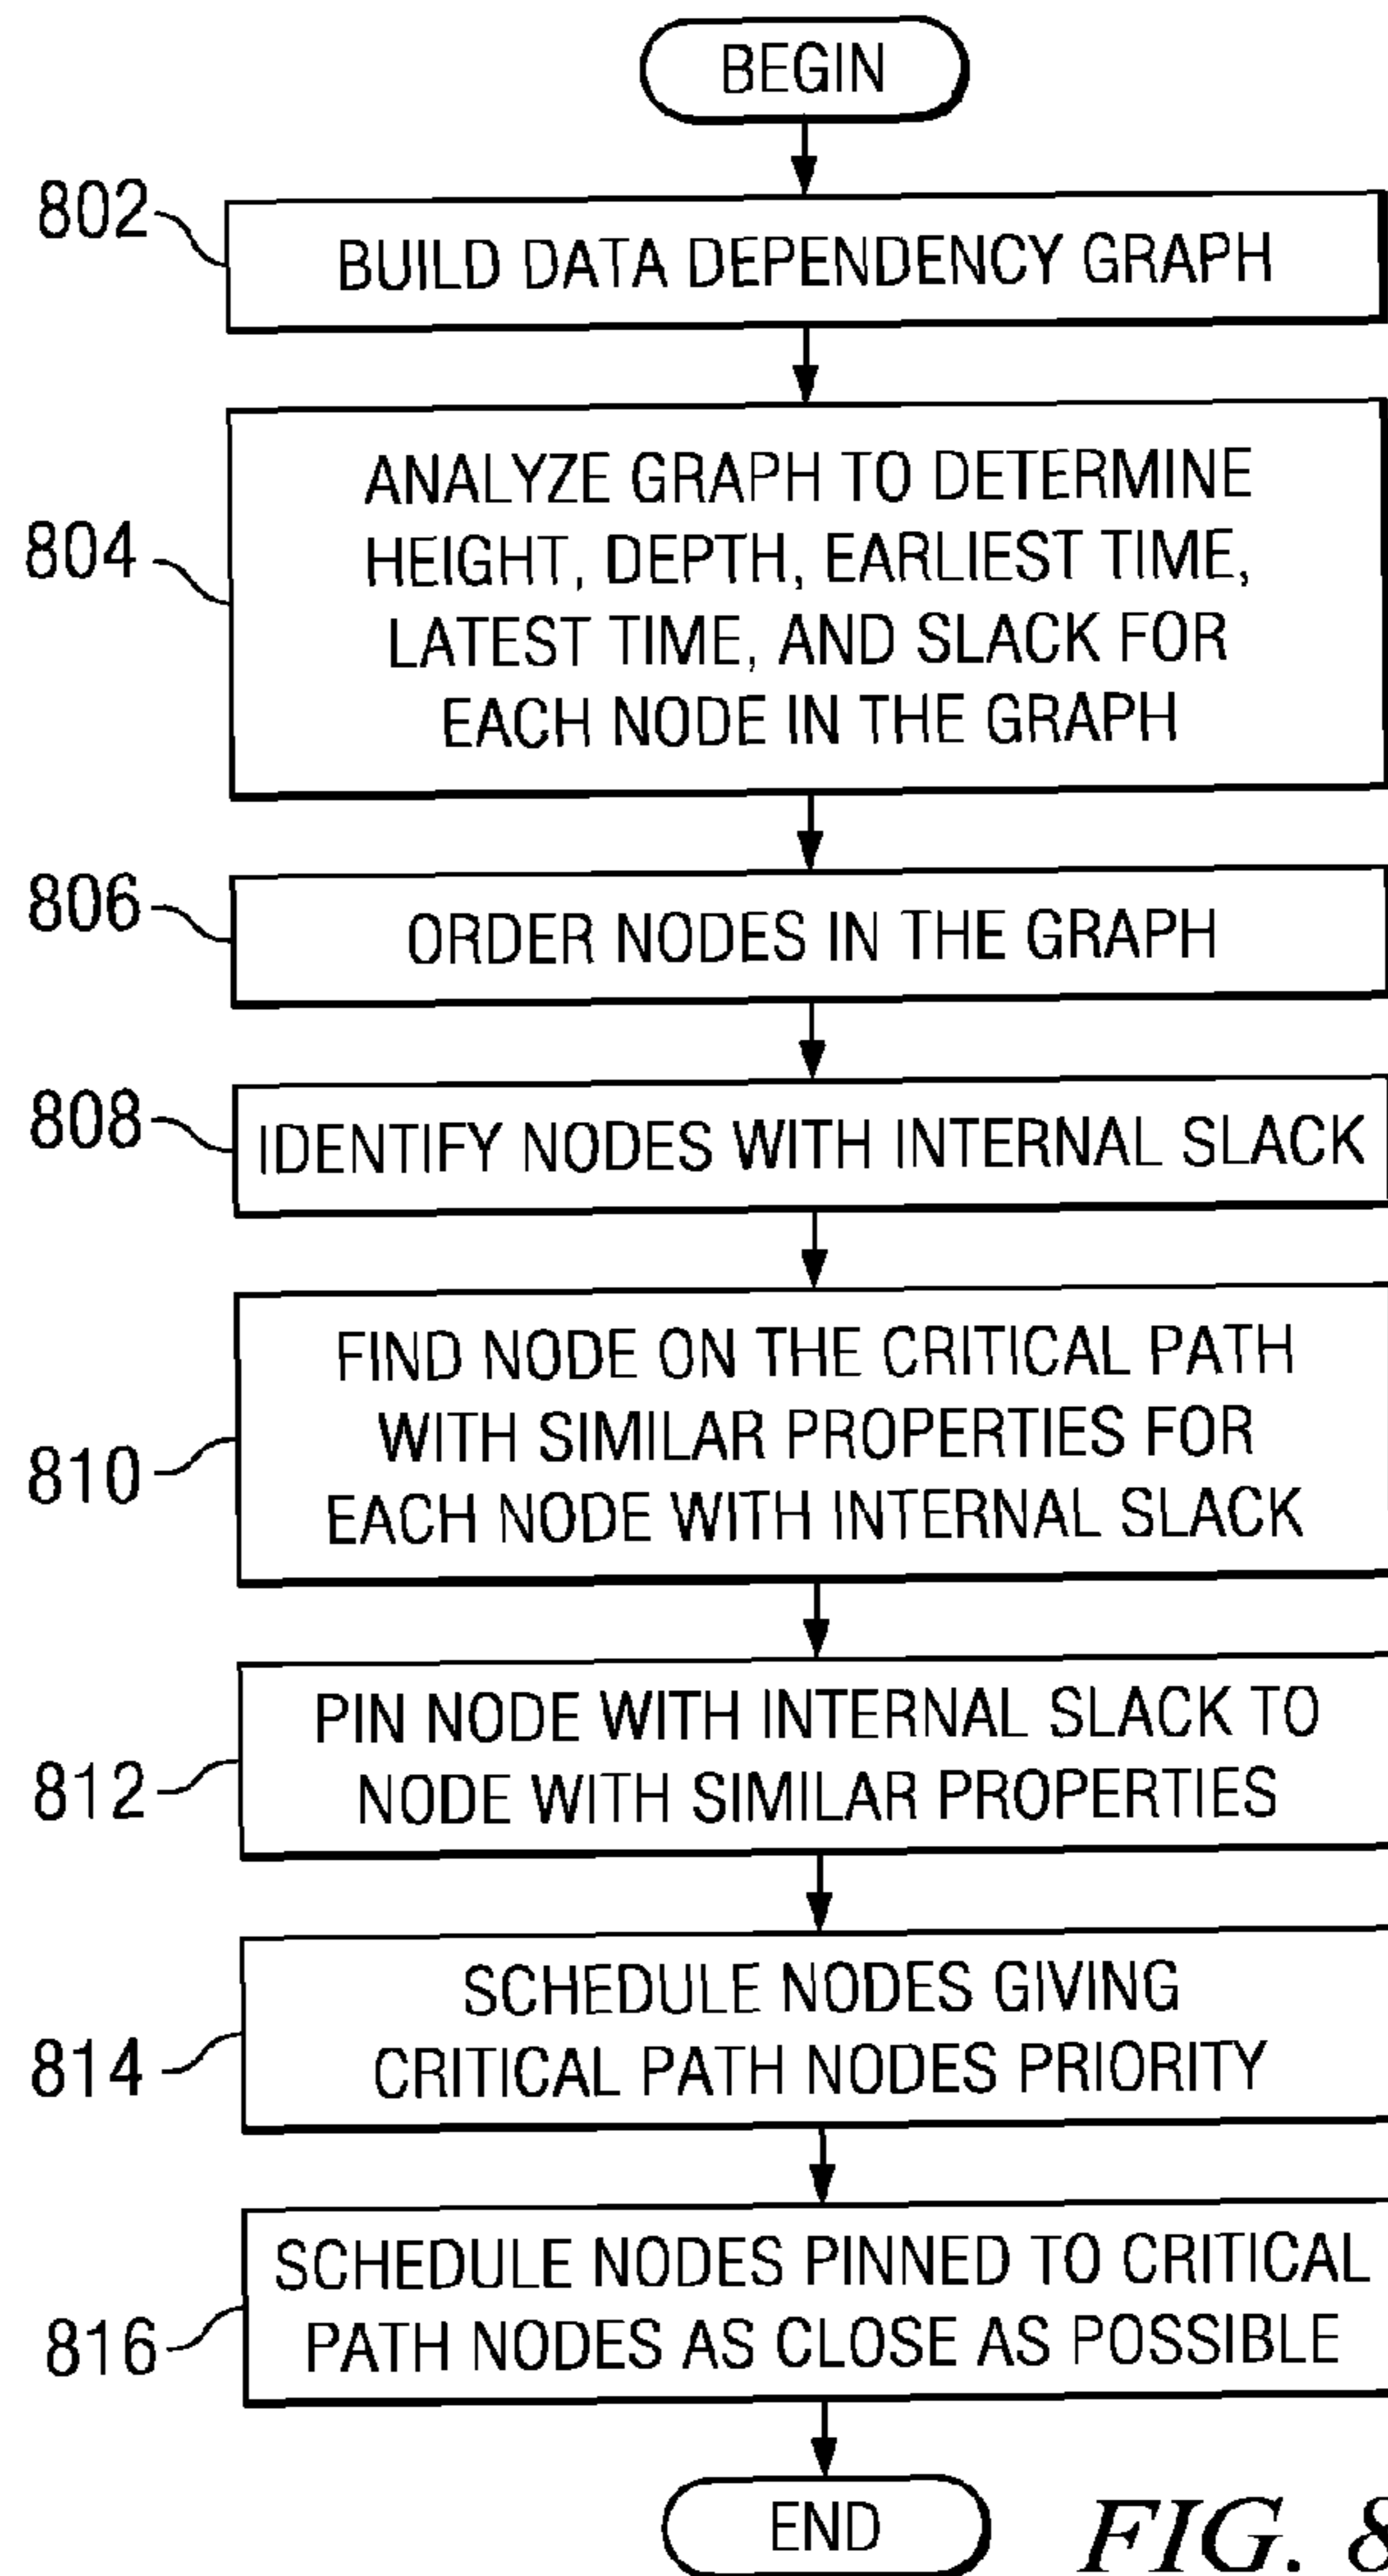 BEGIN
802
BUILD DATA DEPENDENCY GRAPH
804
ANALYZE GRAPH TO DETERMINE
HEIGHT, DEPTH, EARLIEST TIME,
LATEST TIME, AND SLACK FOR
EACH NODE IN THE GRAPH
806
ORDER NODES IN THE GRAPH
808
IDENTIFY NODES WITH INTERNAL SLACK
810
FIND NODE ON THE CRITICAL PATH
WITH SIMILAR PROPERTIES FOR
EACH NODE WITH INTERNAL SLACK
812
PIN NODE WITH INTERNAL SLACK TO
NODE WITH SIMILAR PROPERTIES
814
SCHEDULE NODES GIVING
CRITICAL PATH NODES PRIORITY
816
SCHEDULE NODES PINNED TO CRITICAL
PATH NODES AS CLOSE AS POSSIBLE
END
FIG. 8